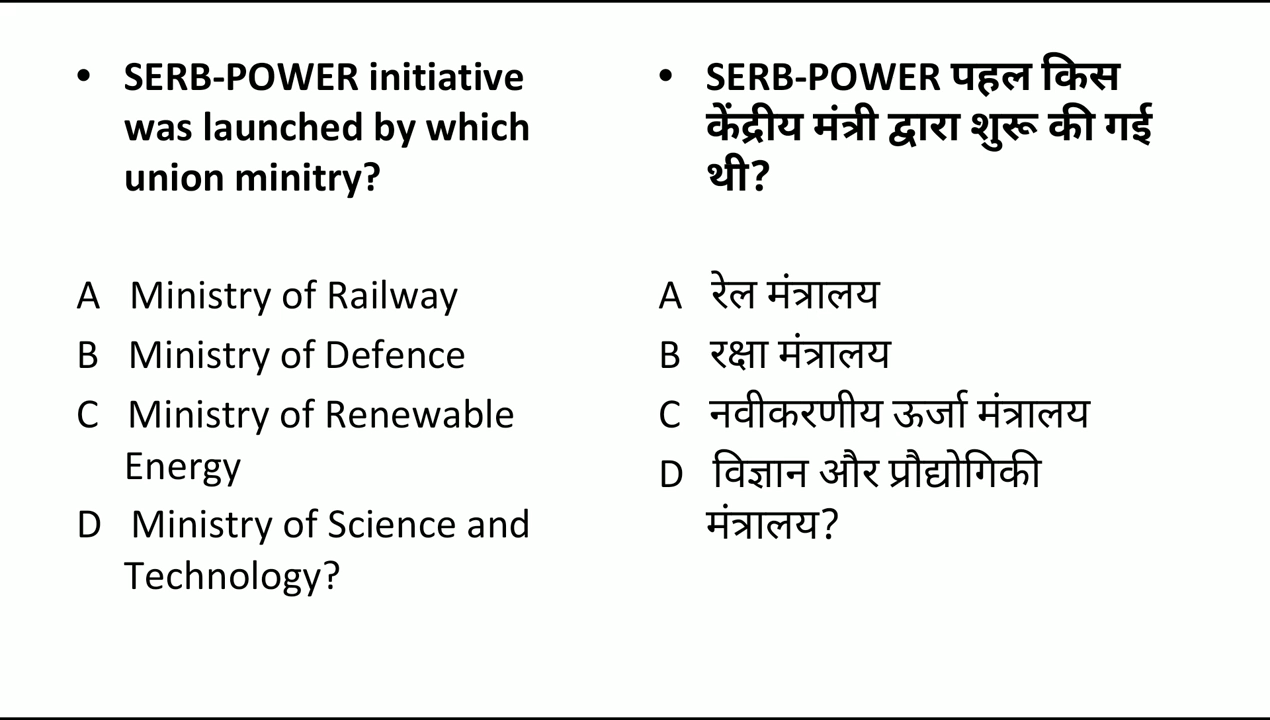 • SERB-POWER initiative
was launched by which
union minitry?
A Ministry of Railway
B Ministry of Defence
C Ministry of Renewable
Energy
D Ministry of Science and
Technology?
• SERB-POWER पहल किस
केंद्रीय मंत्री द्वारा शुरू की गई
थी?
A रेल मंत्रालय
B रक्षा मंत्रालय
C नवीकरणीय ऊर्जा मंत्रालय
D विज्ञान और प्रौद्योगिकी
मंत्रालय?